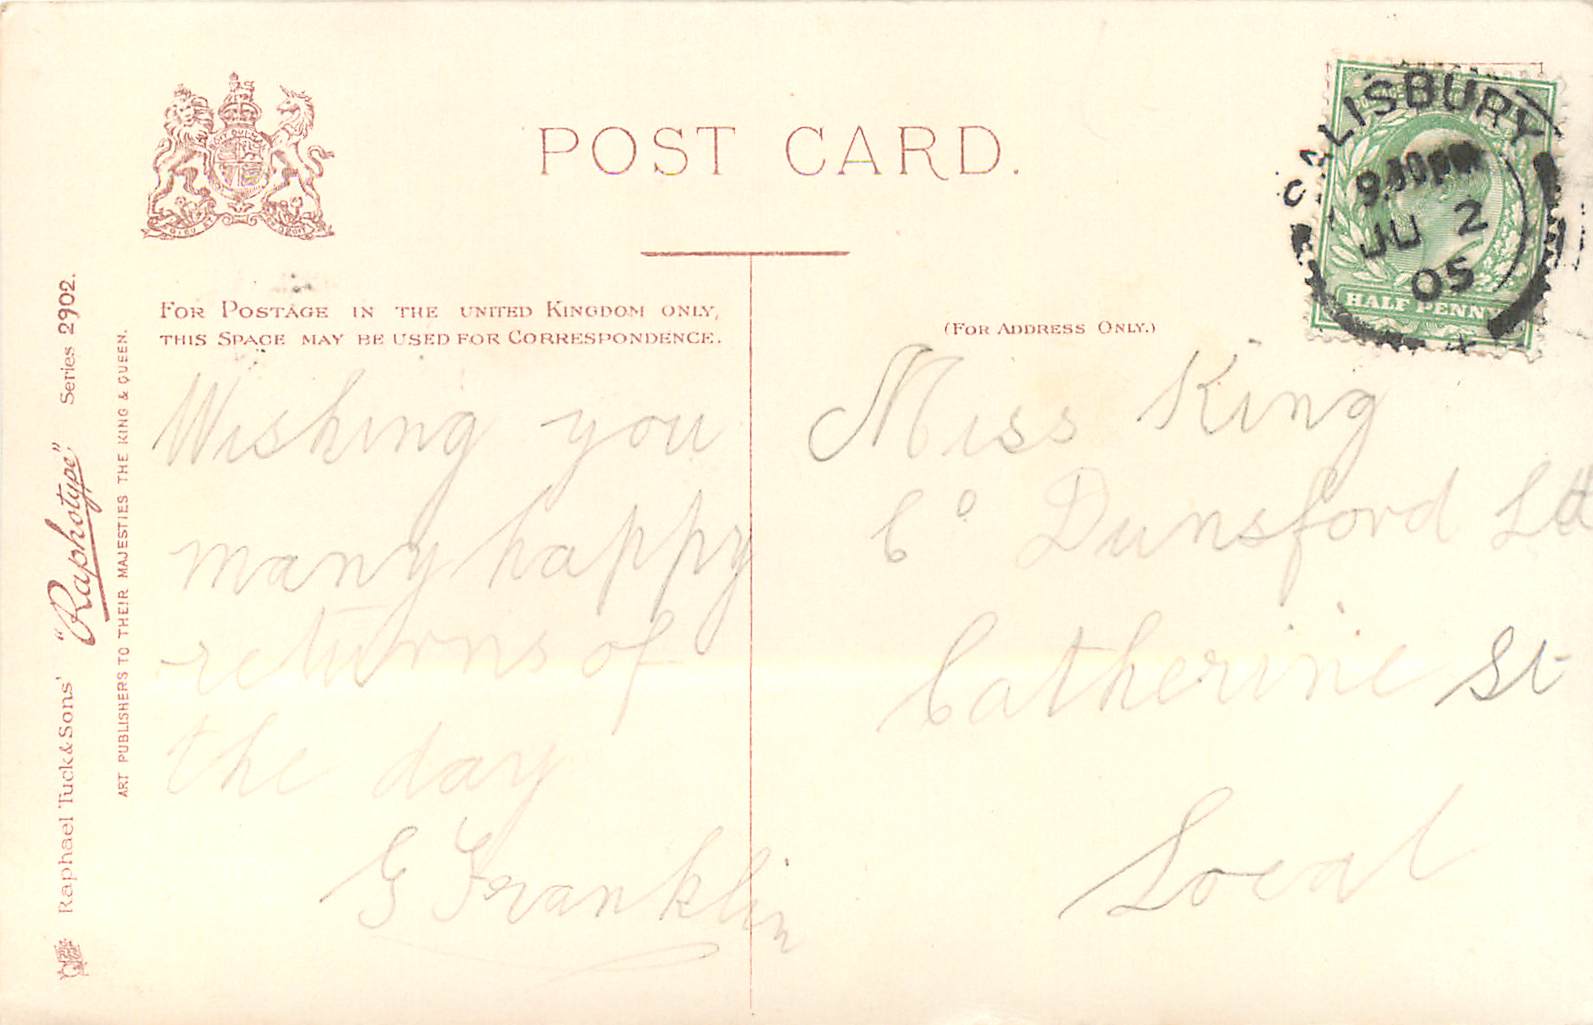 POST CARD.
SALISBURY
9.30 PM
JU 2
05
HALF PENNY
FOR POSTAGE IN THE UNITED KINGDOM ONLY,
THIS SPACE MAY BE USED FOR CORRESPONDENCE.
(FOR ADDRESS ONLY.)
Wishing you
many happy
returns of
the day
G Franklin
Miss King
Co Dunsford Ltd
Catherine St
Local
Raphael Tuck & Sons' "Raphotype" Series 2902.
ART PUBLISHERS TO THEIR MAJESTIES THE KING & QUEEN.